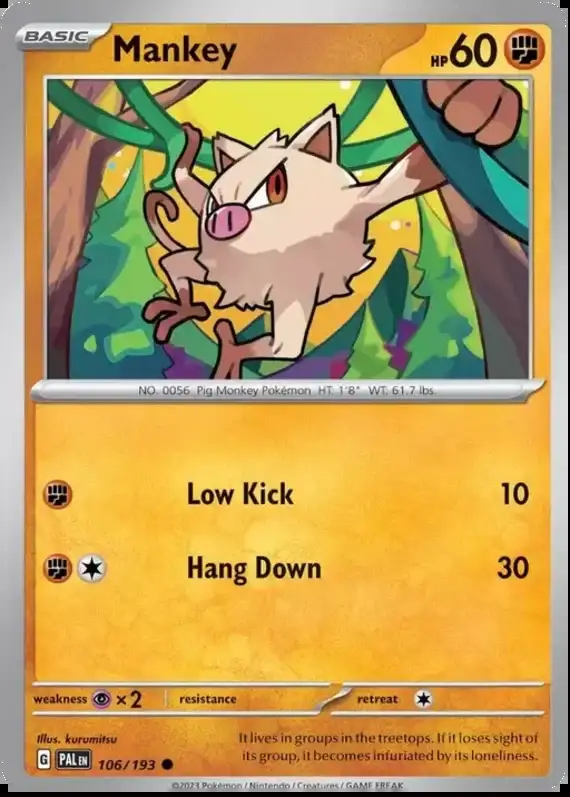 BASIC Mankey HP 60
NO. 0056 Pig Monkey Pokémon HT: 1'8" WT: 61.7 lbs.
Low Kick 10
Hang Down 30
weakness ×2 resistance retreat
Illus. kurumitsu
It lives in groups in the treetops. If it loses sight of
its group, it becomes infuriated by its loneliness.
G PAL EN 106/193
©2023 Pokémon / Nintendo / Creatures / GAME FREAK